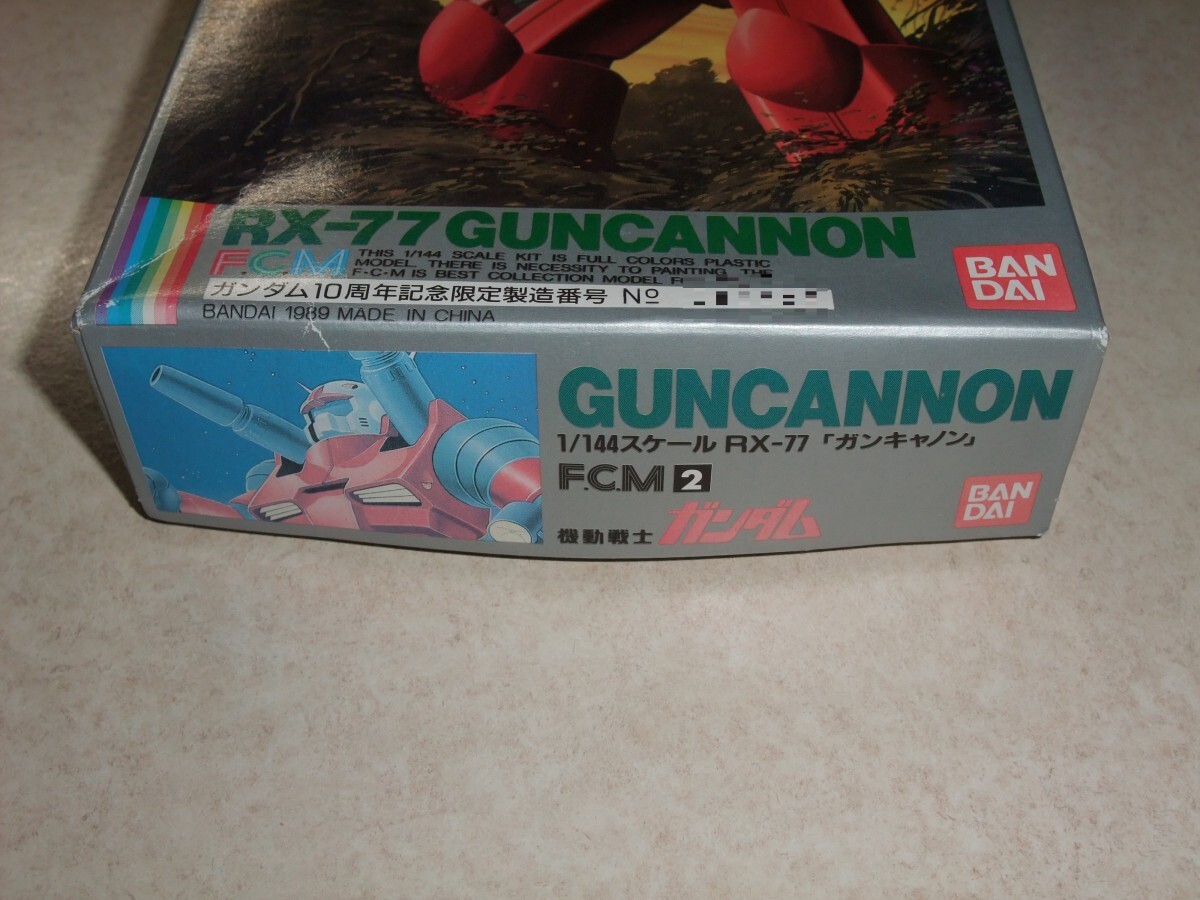 RX-77 GUNCANNON
F.C.M
THIS 1/144 SCALE KIT IS FULL COLORS PLASTIC
MODEL. THERE IS NECESSITY TO PAINTING THE
F·C·M IS BEST COLLECTION MODEL
ガンダム10周年記念限定製造番号 No
BANDAI 1989 MADE IN CHINA
BAN
DAI
GUNCANNON
1/144スケール RX-77 「ガンキャノン」
F.C.M 2
機動戦士 ガンダム
BAN
DAI